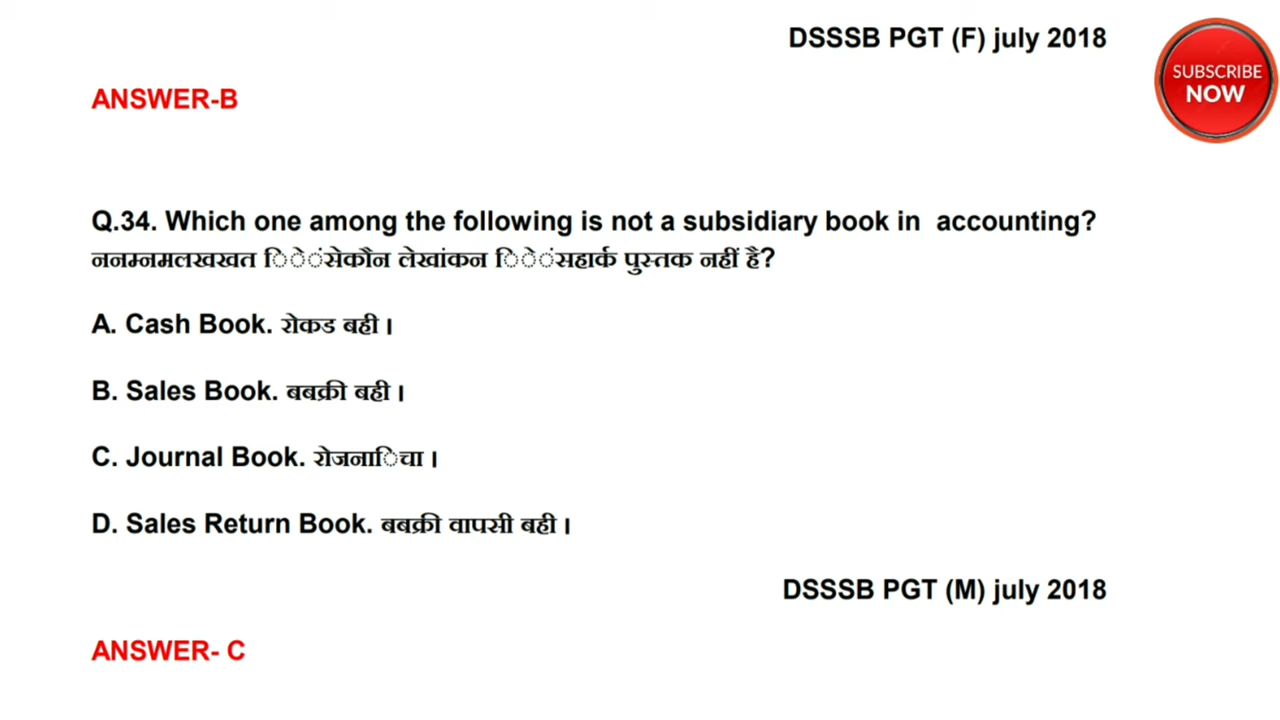 DSSSB PGT (F) july 2018
SUBSCRIBE
NOW
ANSWER-B
Q.34. Which one among the following is not a subsidiary book in accounting?
ननम्नमलखखत िेंसेकौन लेखांकन िेंसहार्क पुस्तक नहीं है?
A. Cash Book. रोकड बही।
B. Sales Book. बबक्री बही।
C. Journal Book. रोजनािचा।
D. Sales Return Book. बबक्री वापसी बही।
DSSSB PGT (M) july 2018
ANSWER- C